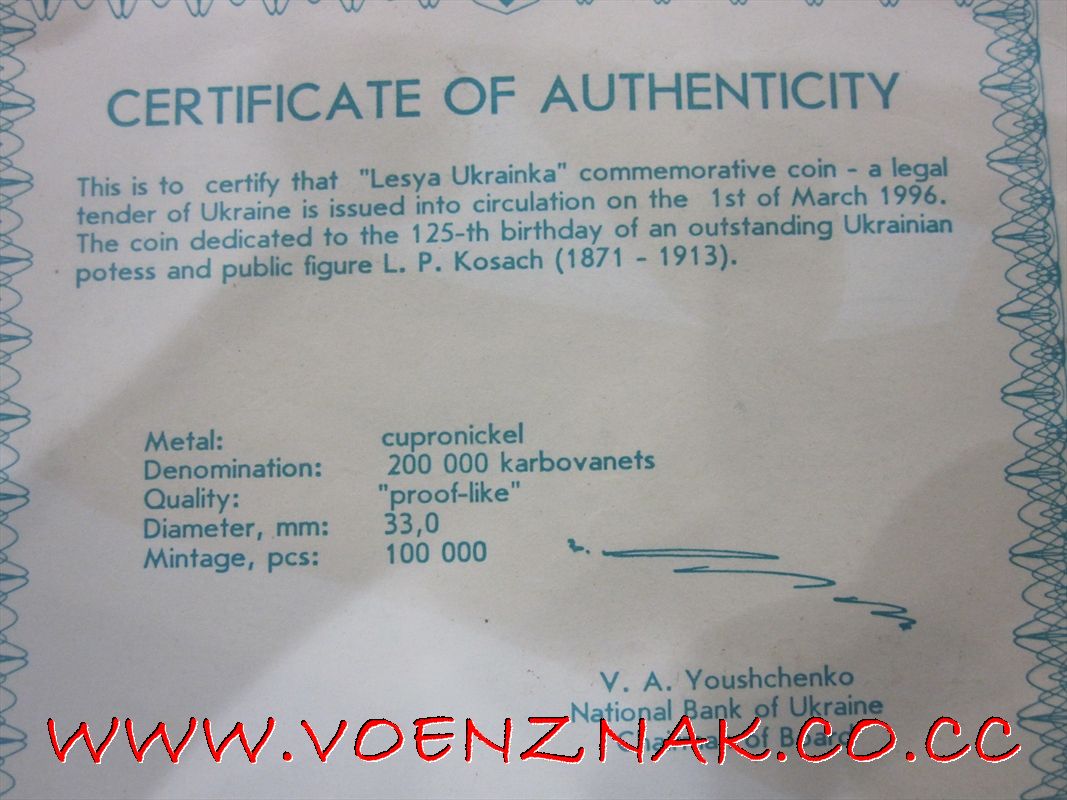 CERTIFICATE OF AUTHENTICITY
This is to certify that "Lesya Ukrainka" commemorative coin - a legal
tender of Ukraine is issued into circulation on the 1st of March 1996.
The coin dedicated to the 125-th birthday of an outstanding Ukrainian
potess and public figure L. P. Kosach (1871 - 1913).
Metal: cupronickel
Denomination: 200 000 karbovanets
Quality: "proof-like"
Diameter, mm: 33,0
Mintage, pcs: 100 000
V. A. Youshchenko
National Bank of Ukraine
Chairman of Board
WWW.VOENZNAK.CO.CC